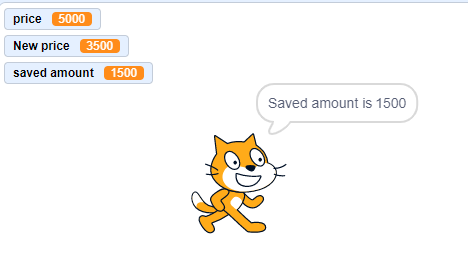 price 5000
New price 3500
saved amount 1500
Saved amount is 1500